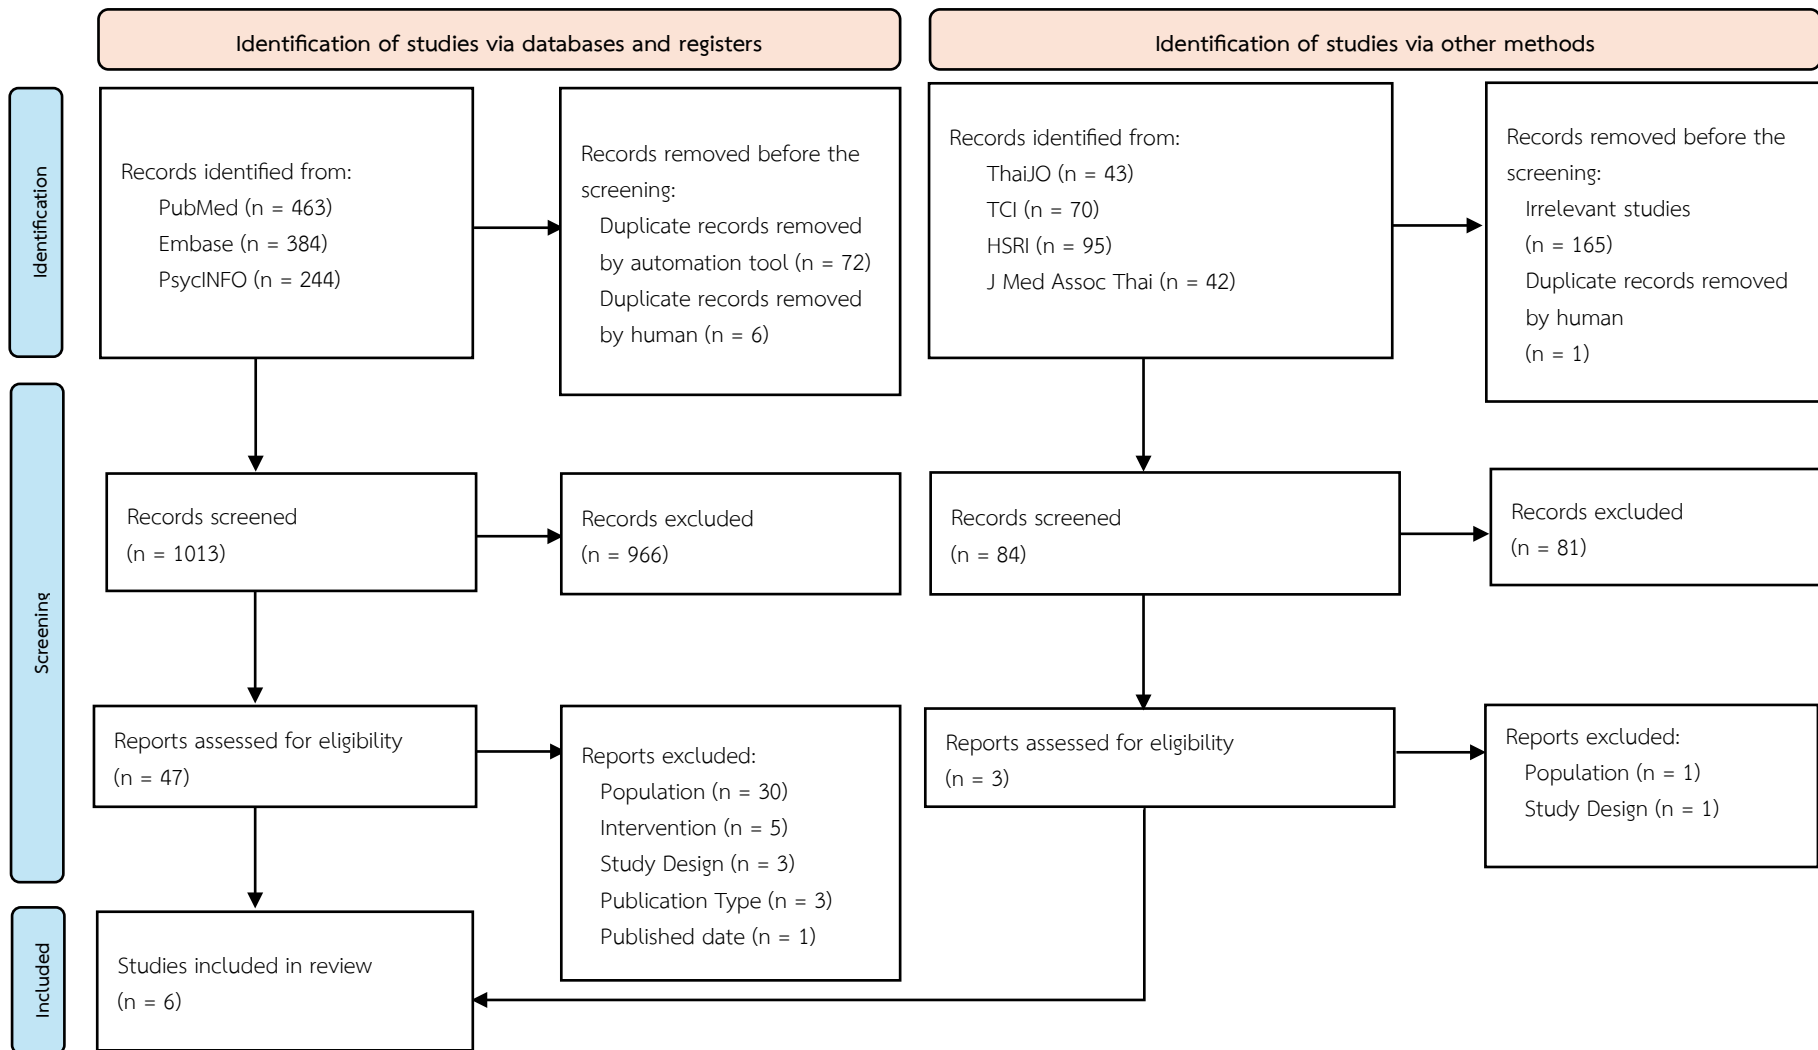 Identification of studies via databases and registers
Identification of studies via other methods
Identification
Records identified from:
PubMed (n = 463)
Embase (n = 384)
PsycINFO (n = 244)
Records removed before the
screening:
Duplicate records removed
by automation tool (n = 72)
Duplicate records removed
by human (n = 6)
Records identified from:
ThaiJO (n = 43)
TCI (n = 70)
HSRI (n = 95)
J Med Assoc Thai (n = 42)
Records removed before the
screening:
Irrelevant studies
(n = 165)
Duplicate records removed
by human
(n = 1)
Screening
Records screened
(n = 1013)
Records excluded
(n = 966)
Records screened
(n = 84)
Records excluded
(n = 81)
Reports assessed for eligibility
(n = 47)
Reports excluded:
Population (n = 30)
Intervention (n = 5)
Study Design (n = 3)
Publication Type (n = 3)
Published date (n = 1)
Reports assessed for eligibility
(n = 3)
Reports excluded:
Population (n = 1)
Study Design (n = 1)
Included
Studies included in review
(n = 6)